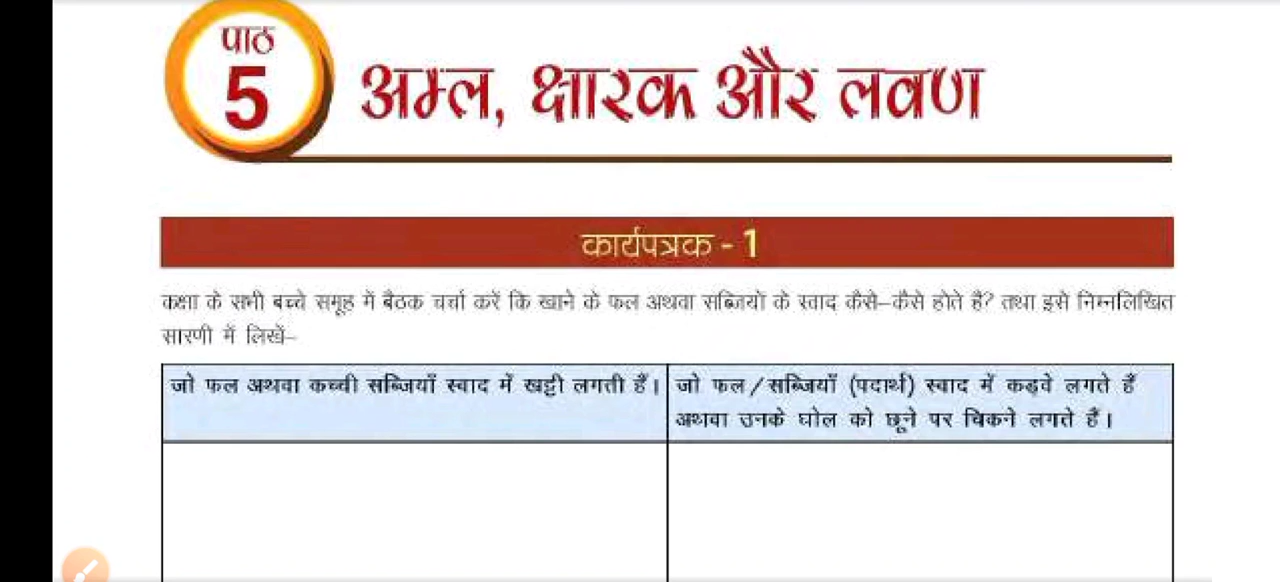 पाठ
5
अम्ल, क्षारक और लवण
कार्यपत्रक - 1
कक्षा के सभी बच्चे समूह में बैठक चर्चा करें कि खाने के फल अथवा सब्जियों के स्वाद कैसे–कैसे होते हैं? तथा इसे निम्नलिखित
सारणी में लिखें–
जो फल अथवा कच्ची सब्जियाँ स्वाद में खट्टी लगती हैं।
जो फल/सब्जियाँ (पदार्थ) स्वाद में कड़वे लगते हैं
अथवा उनके घोल को छूने पर चिकने लगते हैं।